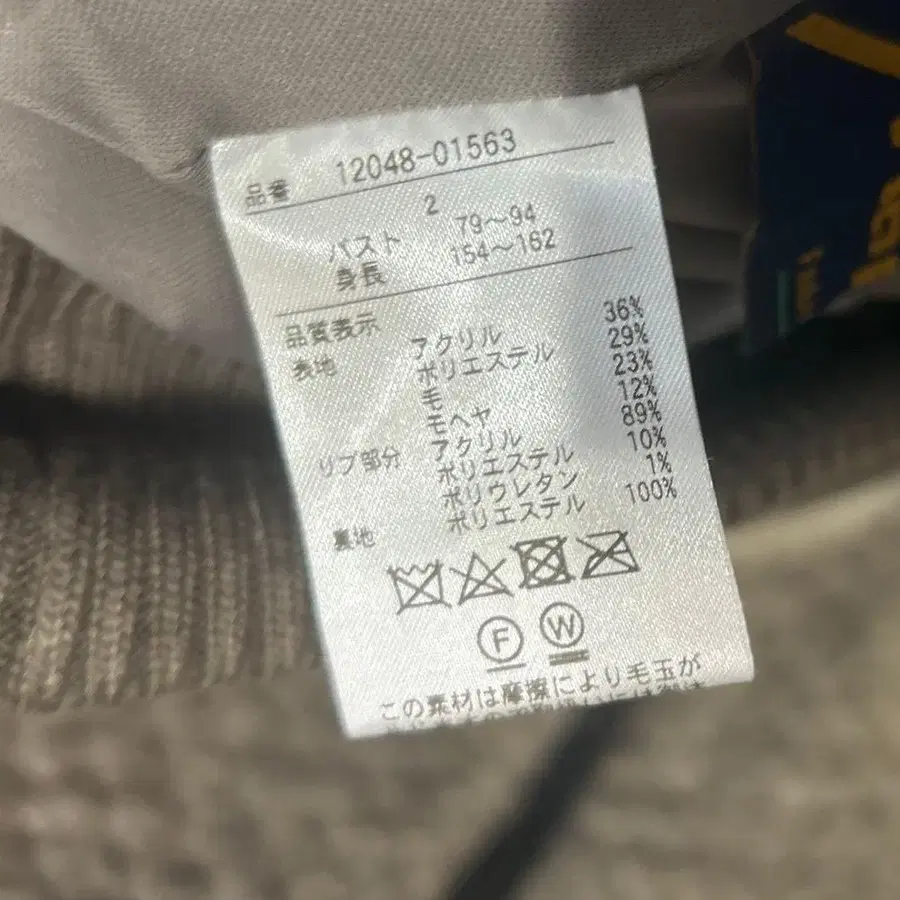 品番 12048-01563
2
バスト 79～94
身長 154～162
品質表示
表地 アクリル 36%
ポリエステル 29%
毛 23%
モヘヤ 12%
リブ部分 アクリル 89%
ポリエステル 10%
ポリウレタン 1%
裏地 ポリエステル 100%
F W
この素材は摩擦により毛玉が